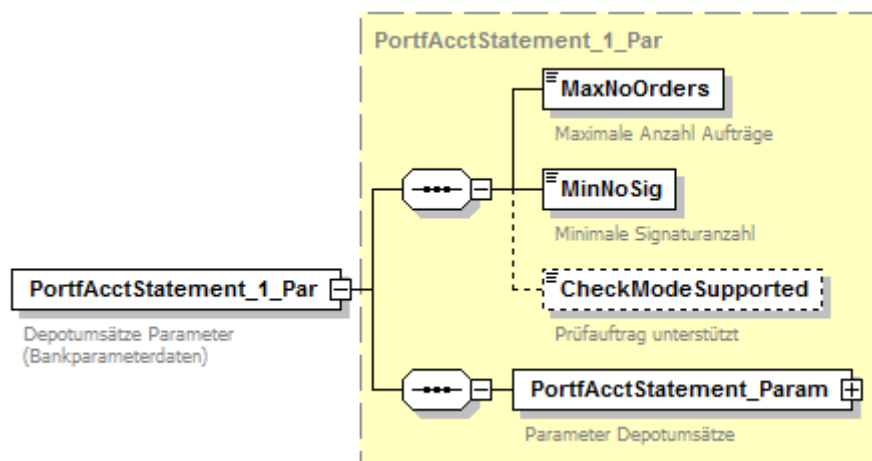 PortfAcctStatement_1_Par
MaxNoOrders
Maximale Anzahl Aufträge
MinNoSig
Minimale Signaturanzahl
PortfAcctStatement_1_Par
Depotumsätze Parameter
(Bankparameterdaten)
CheckModeSupported
Prüfauftrag unterstützt
PortfAcctStatement_Param
Parameter Depotumsätze